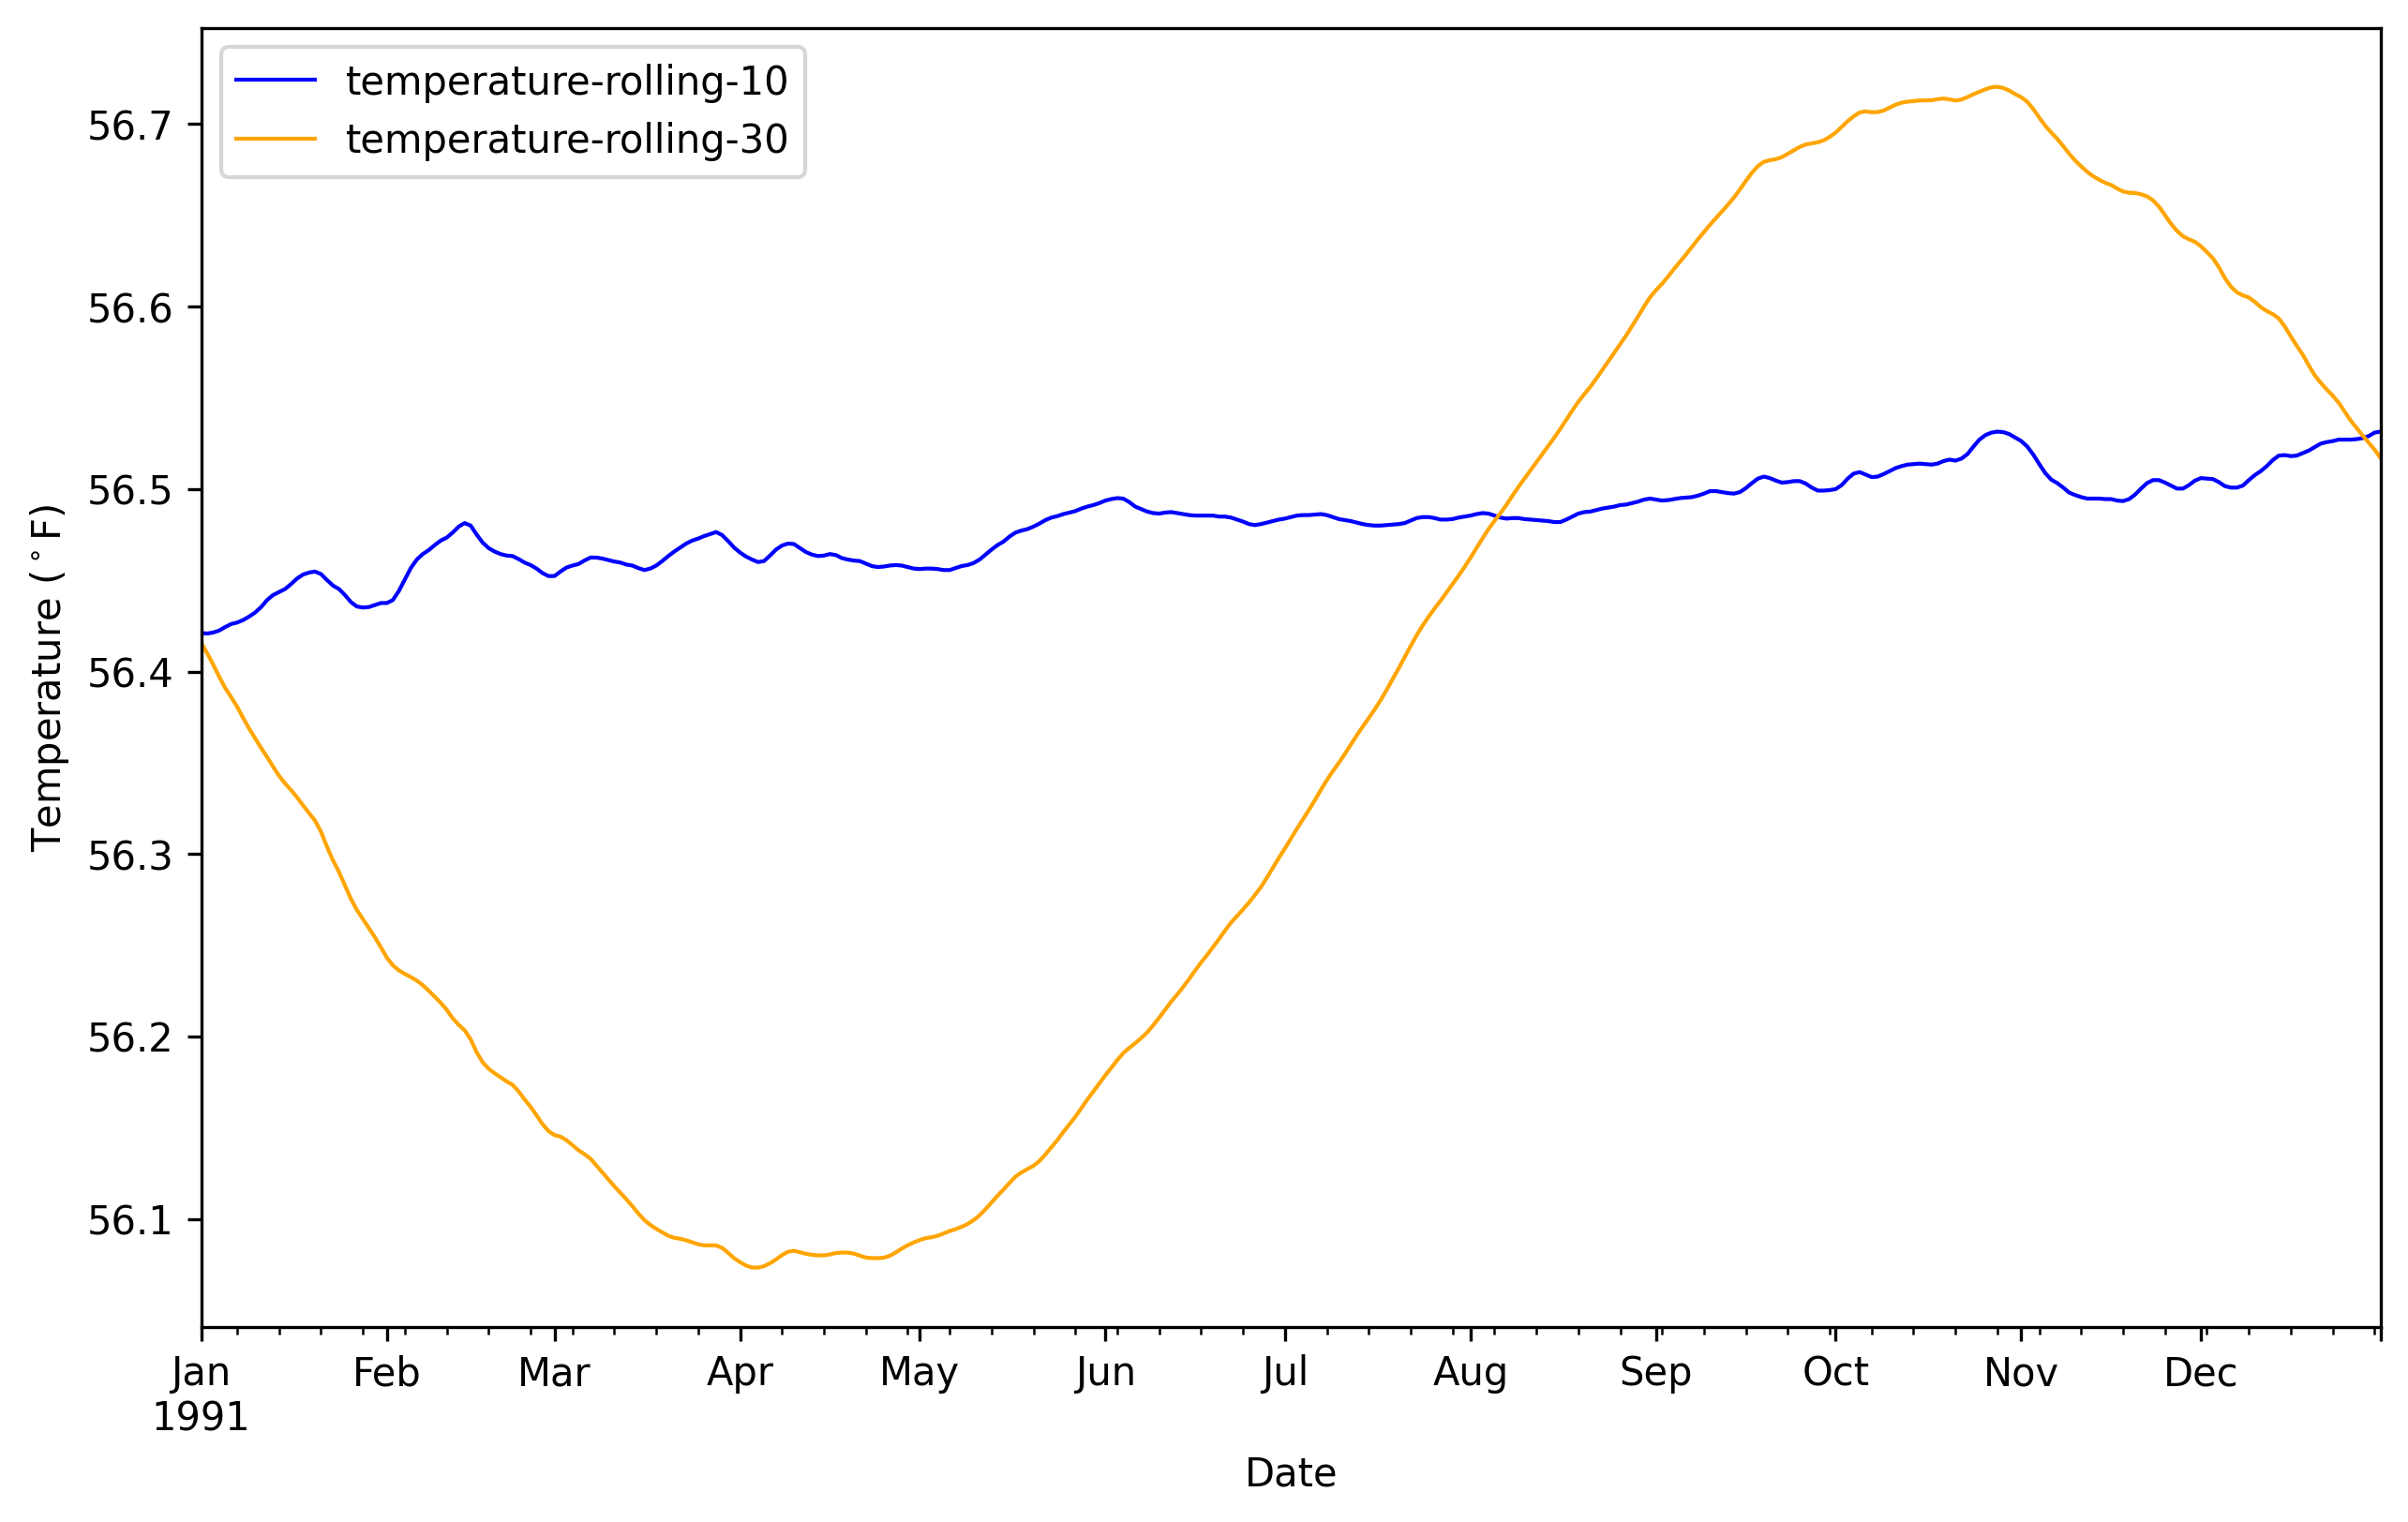 temperature-rolling-10
temperature-rolling-30
56.7
56.6
56.5
56.4
56.3
56.2
56.1
Temperature (°F)
Jan Feb Mar Apr May Jun Jul Aug Sep Oct Nov Dec
1991
Date